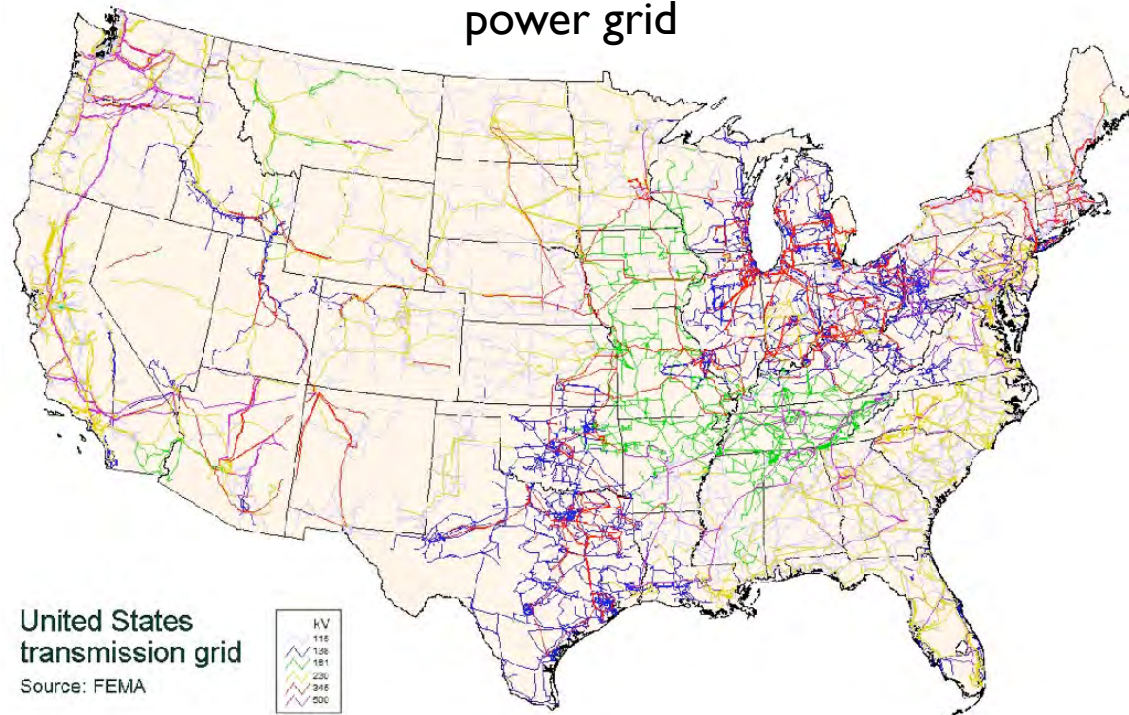 power grid
United States
transmission grid
Source: FEMA
kV
115
138
161
230
345
500